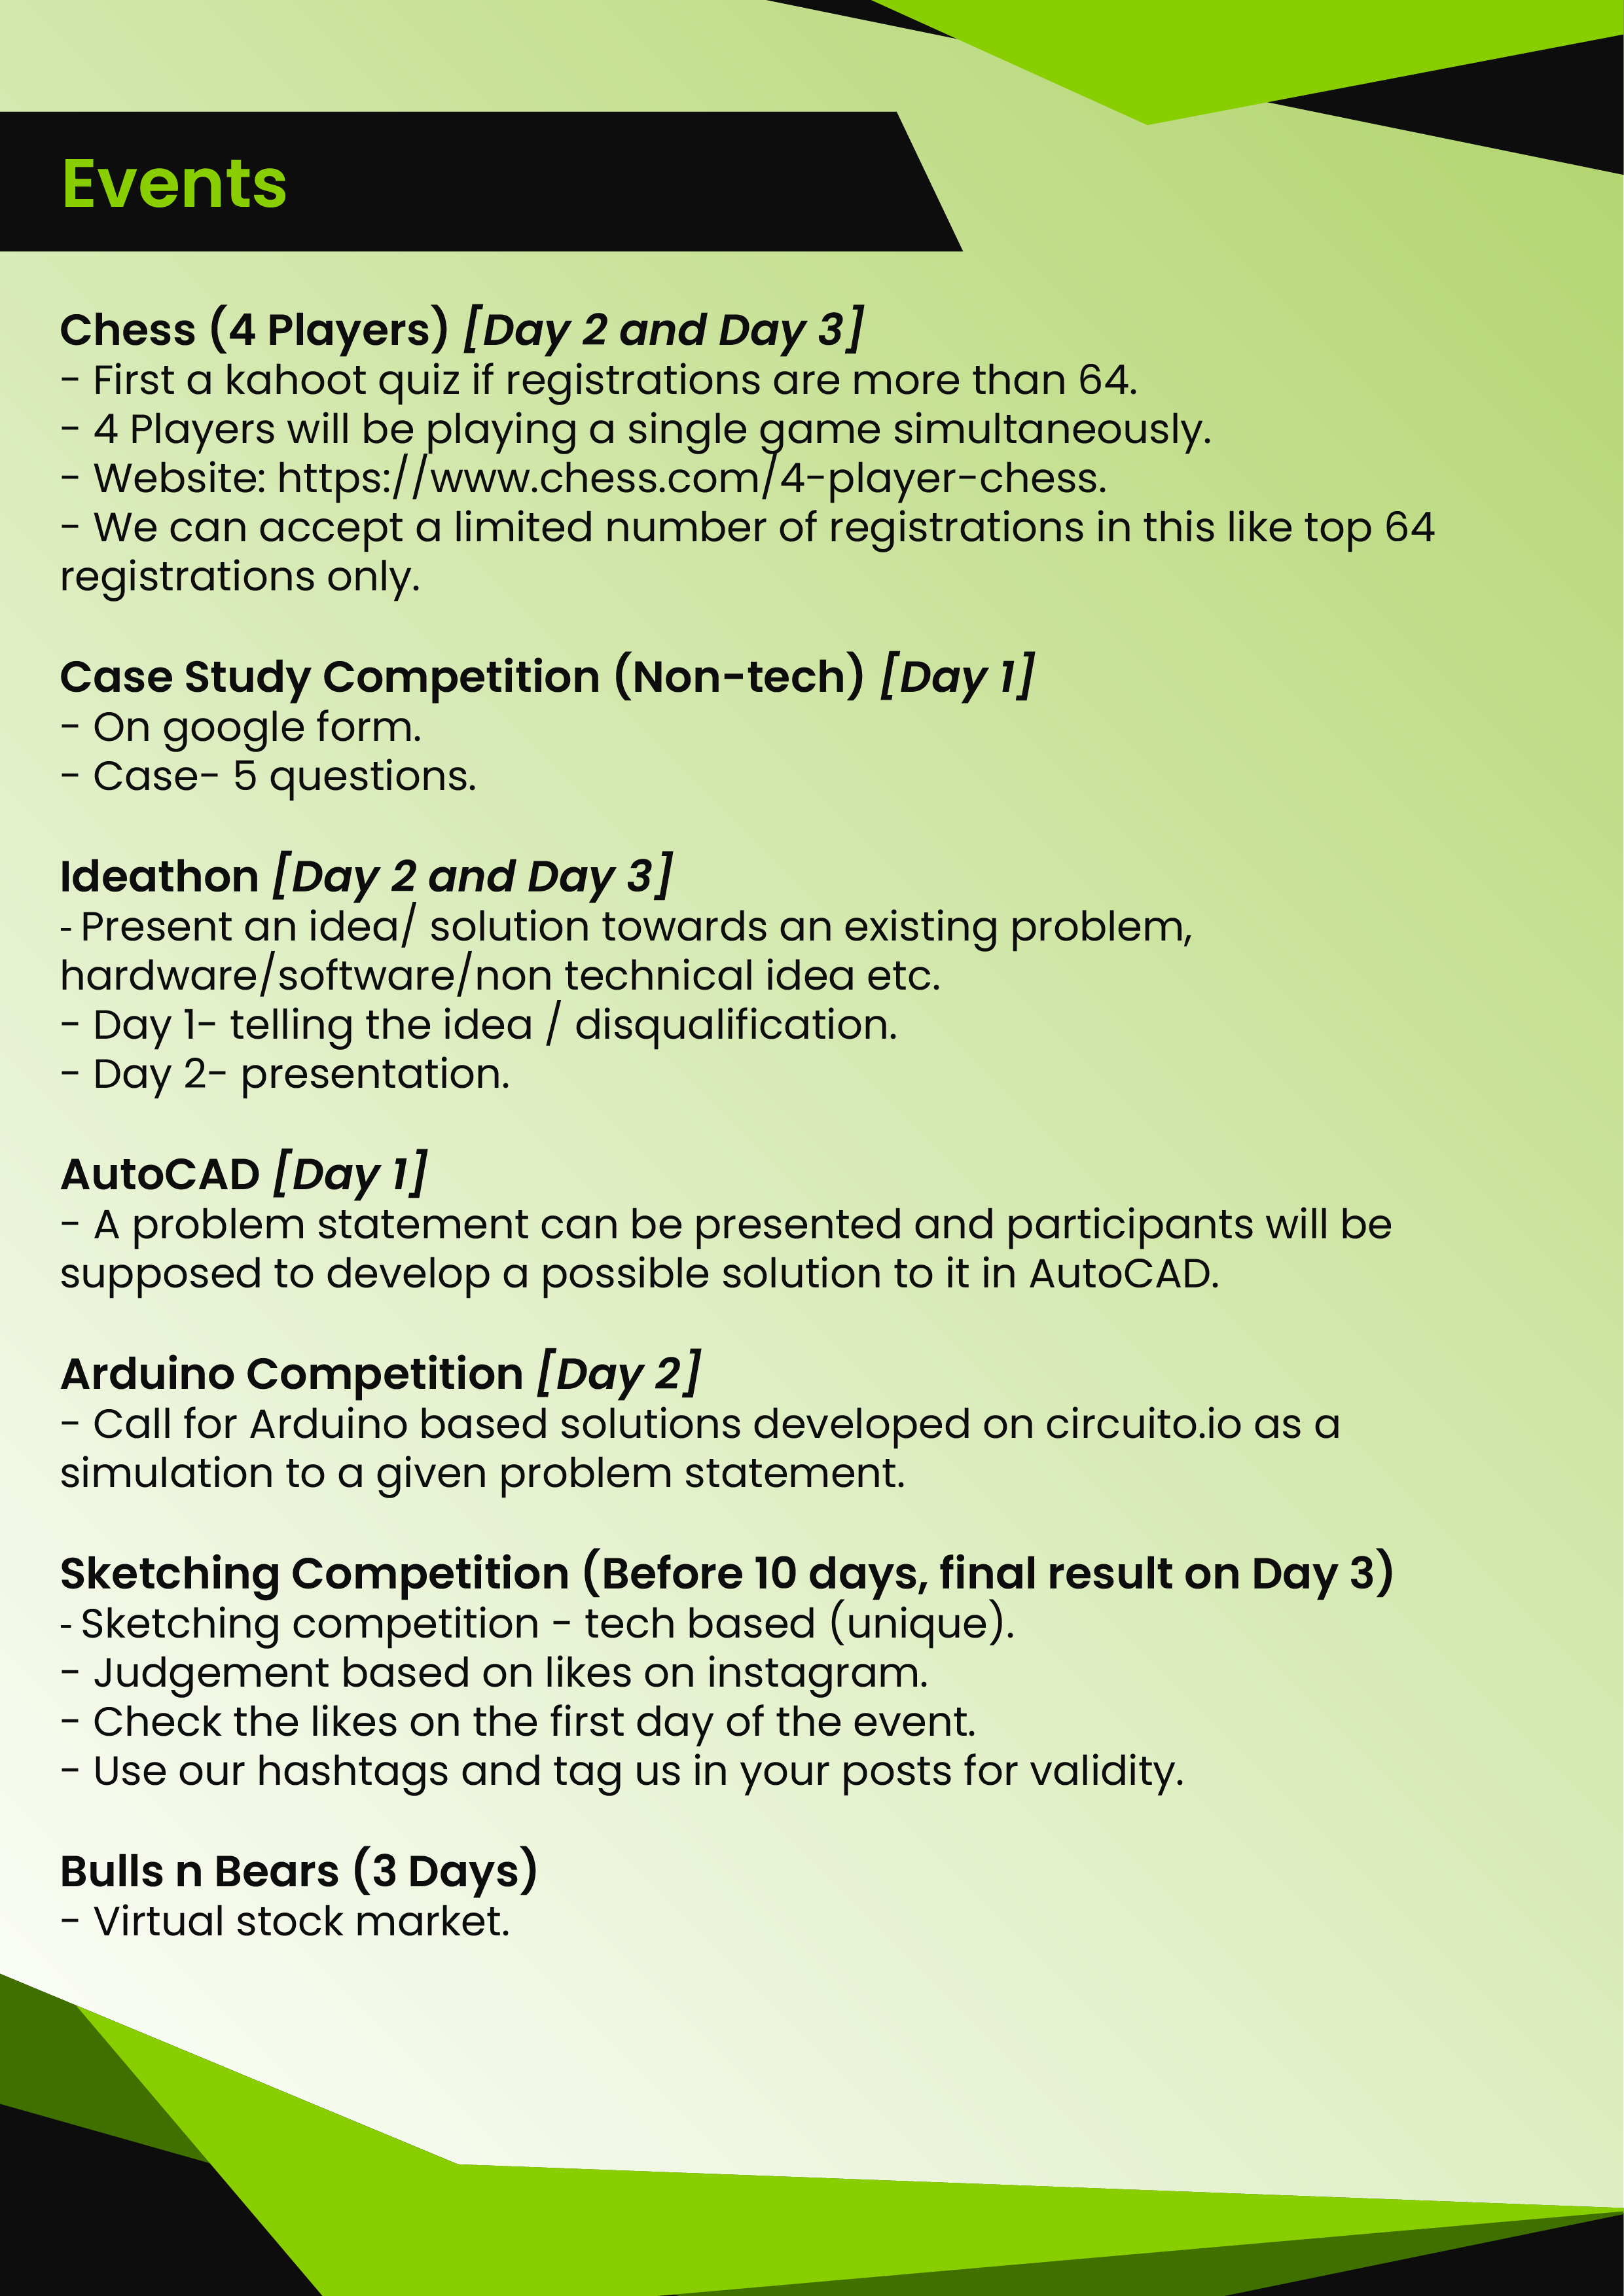 Events
Chess (4 Players) [Day 2 and Day 3]
- First a kahoot quiz if registrations are more than 64.
- 4 Players will be playing a single game simultaneously.
- Website: https://www.chess.com/4-player-chess.
- We can accept a limited number of registrations in this like top 64
registrations only.
Case Study Competition (Non-tech) [Day 1]
- On google form.
- Case- 5 questions.
Ideathon [Day 2 and Day 3]
- Present an idea/ solution towards an existing problem,
hardware/software/non technical idea etc.
- Day 1- telling the idea / disqualification.
- Day 2- presentation.
AutoCAD [Day 1]
- A problem statement can be presented and participants will be
supposed to develop a possible solution to it in AutoCAD.
Arduino Competition [Day 2]
- Call for Arduino based solutions developed on circuito.io as a
simulation to a given problem statement.
Sketching Competition (Before 10 days, final result on Day 3)
- Sketching competition - tech based (unique).
- Judgement based on likes on instagram.
- Check the likes on the first day of the event.
- Use our hashtags and tag us in your posts for validity.
Bulls n Bears (3 Days)
- Virtual stock market.